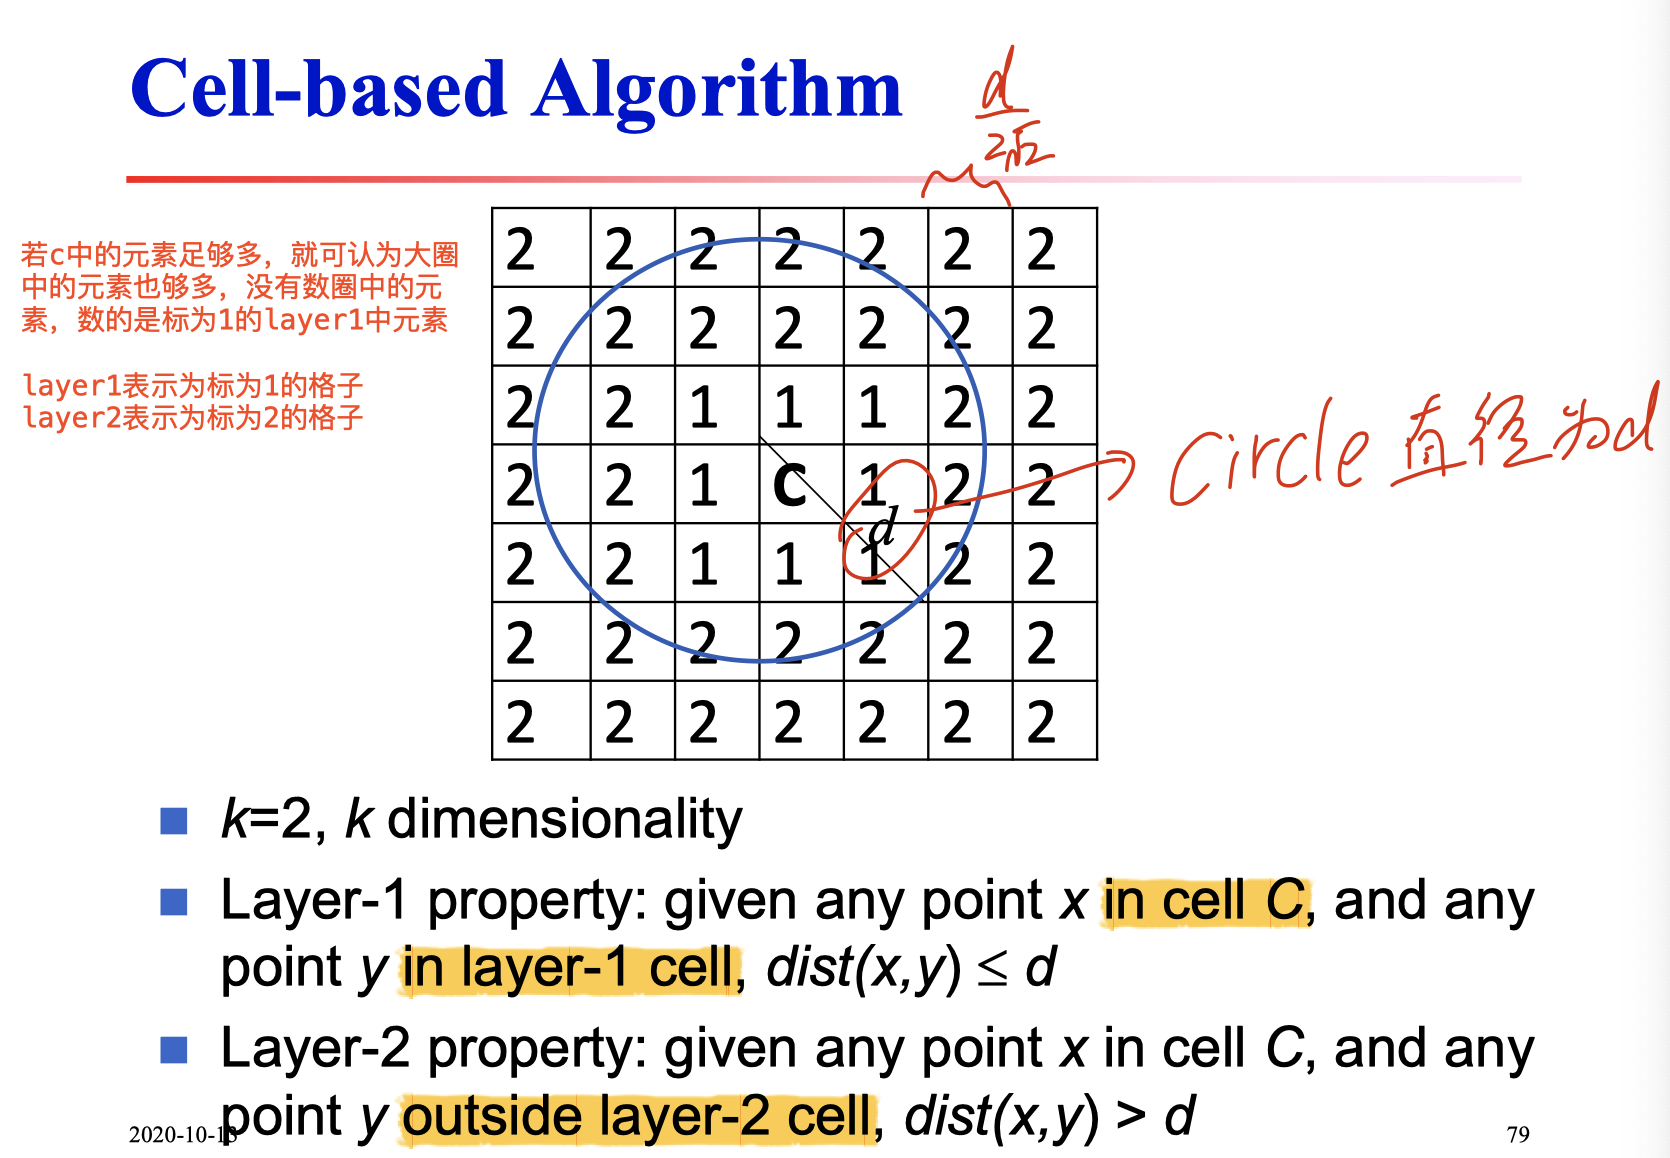 Cell-based Algorithm
d
2√2
若c中的元素足够多，就可认为大圈
中的元素也够多，没有数圈中的元
素，数的是标为1的layer1中元素
layer1表示为标为1的格子
layer2表示为标为2的格子
2 2 2 2 2 2 2
2 2 2 2 2 2 2
2 2 1 1 1 2 2
2 2 1 C 1 2 2
d
Circle 直径为d
2 2 1 1 1 2 2
2 2 2 2 2 2 2
2 2 2 2 2 2 2
k=2, k dimensionality
Layer-1 property: given any point x in cell C, and any
point y in layer-1 cell, dist(x,y) ≤ d
Layer-2 property: given any point x in cell C, and any
point y outside layer-2 cell, dist(x,y) > d
2020-10-13
79